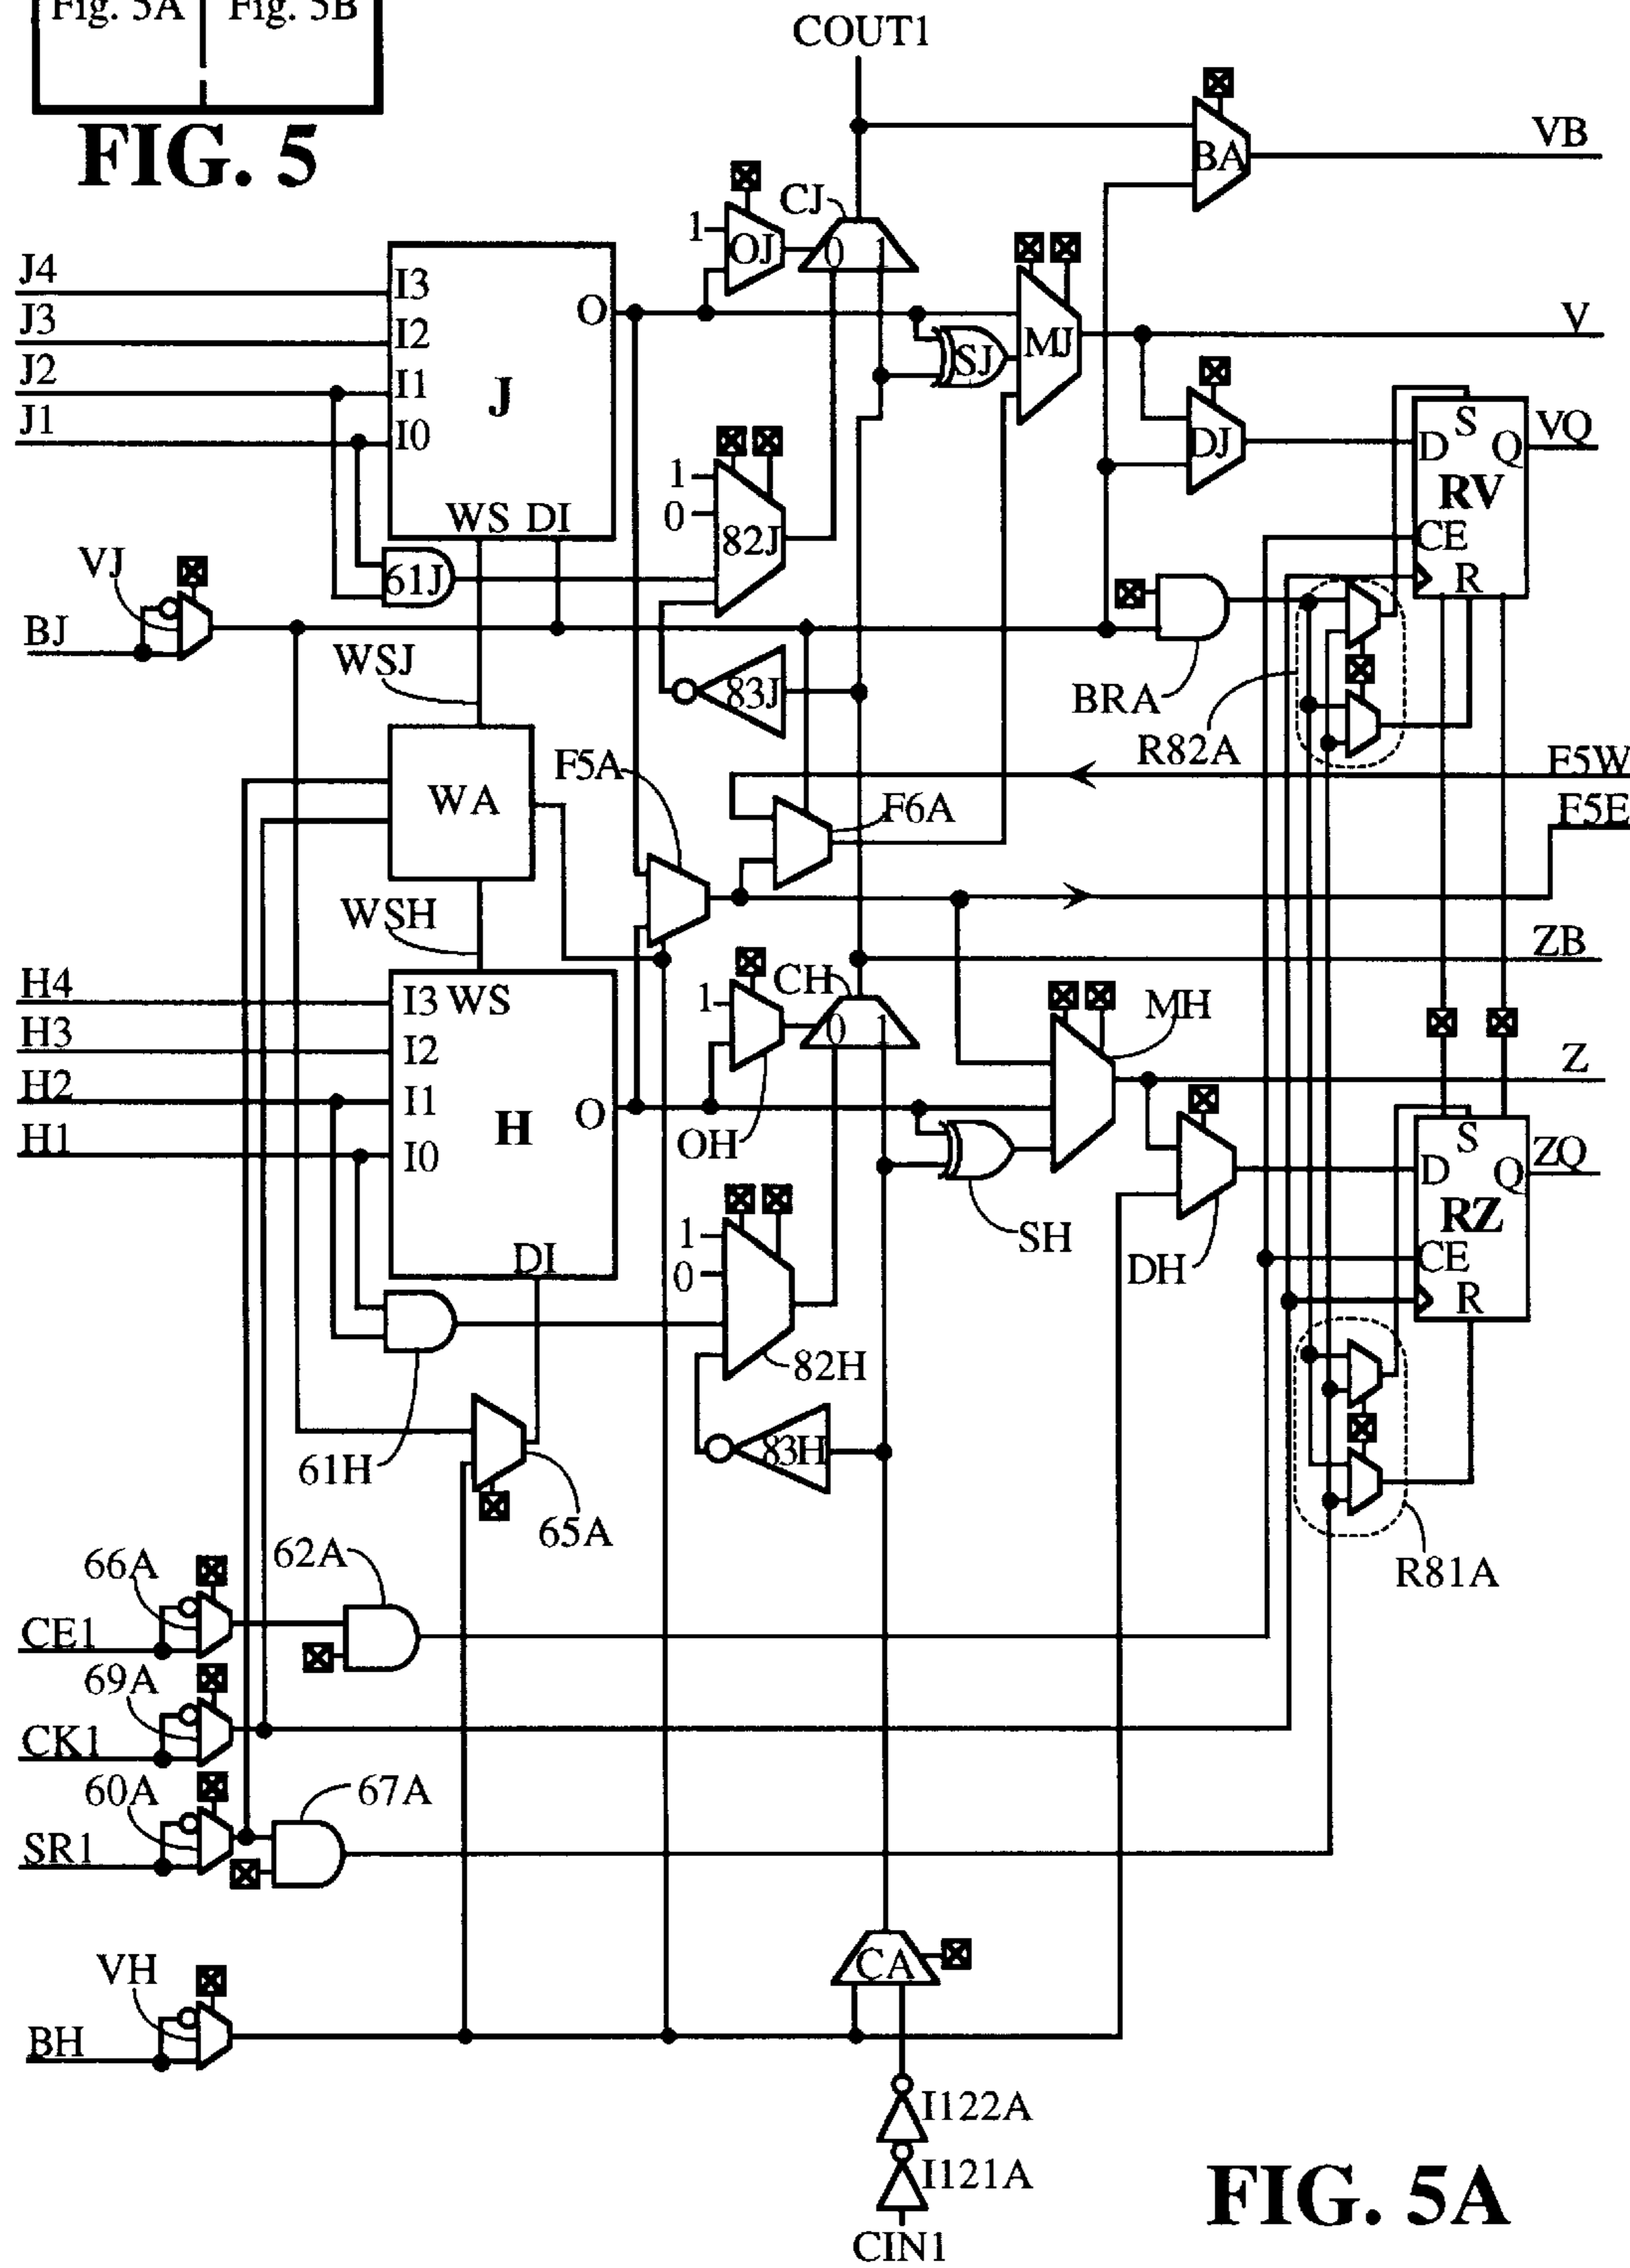 Fig. 5A Fig. 5B
FIG. 5
COUT1
BA
VB
CJ
1
OJ
0 1
J4
J3
J2
J1
I3
I2
I1
I0
O
J
WS DI
SJ
MJ
V
DJ
D S Q
RV
CE
R
VQ
1
0
82J
61J
VJ
BJ
WSJ
83J
BRA
R82A
F5W
F5E
WA
F5A
F6A
WSH
ZB
H4
H3
H2
H1
I3 WS
I2
I1
I0
O
H
DI
1
OH
CH
0 1
MH
Z
SH
DH
D S Q
RZ
CE
R
ZQ
1
0
82H
61H
83H
65A
R81A
66A
62A
CE1
69A
CK1
60A
67A
SR1
VH
BH
CA
I122A
I121A
CIN1
FIG. 5A